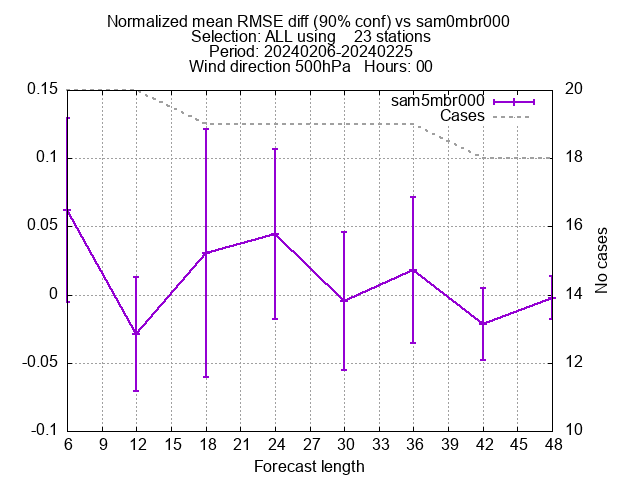 Normalized mean RMSE diff (90% conf) vs sam0mbr000
Selection: ALL using    23 stations
Period: 20240206-20240225
Wind direction 500hPa   Hours: 00
sam5mbr000
Cases
0.15
0.1
0.05
0
-0.05
-0.1
20
18
16
14
12
10
No cases
6 9 12 15 18 21 24 27 30 33 36 39 42 45 48
Forecast length